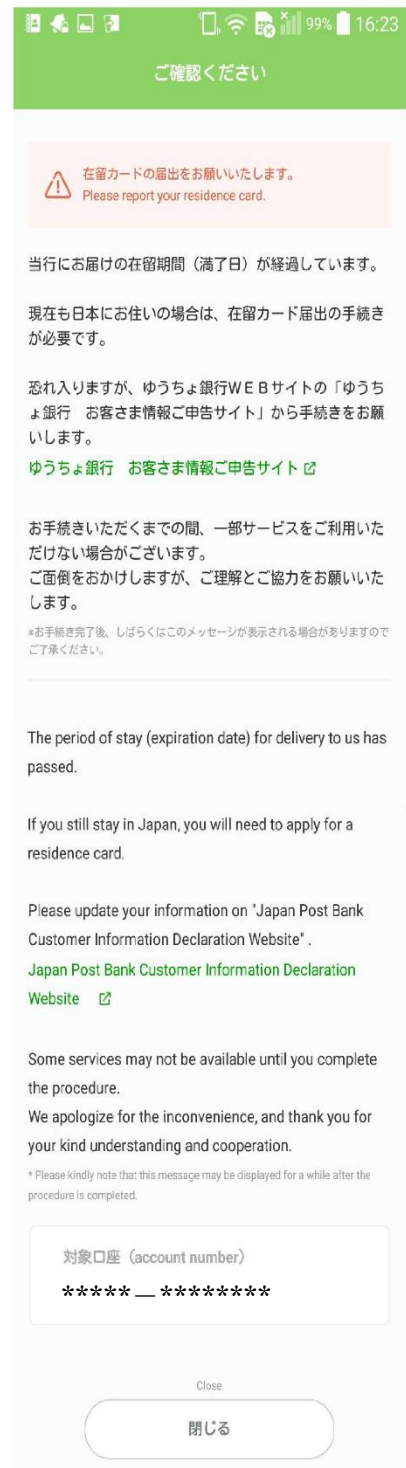 99% 16:23
ご確認ください
在留カードの届出をお願いいたします。
Please report your residence card.
当行にお届けの在留期間（満了日）が経過しています。
現在も日本にお住いの場合は、在留カード届出の手続き
が必要です。
恐れ入りますが、ゆうちょ銀行ＷＥＢサイトの「ゆうち
ょ銀行　お客さま情報ご申告サイト」から手続きをお願
いします。
ゆうちょ銀行　お客さま情報ご申告サイト
お手続きいただくまでの間、一部サービスをご利用いた
だけない場合がございます。
ご面倒をおかけしますが、ご理解とご協力をお願いいた
します。
*お手続き完了後、しばらくはこのメッセージが表示される場合がありますので
ご了承ください。
The period of stay (expiration date) for delivery to us has
passed.
If you still stay in Japan, you will need to apply for a
residence card.
Please update your information on "Japan Post Bank
Customer Information Declaration Website" .
Japan Post Bank Customer Information Declaration
Website
Some services may not be available until you complete
the procedure.
We apologize for the inconvenience, and thank you for
your kind understanding and cooperation.
* Please kindly note that this message may be displayed for a while after the
procedure is completed.
対象口座（account number）
*****―********
Close
閉じる